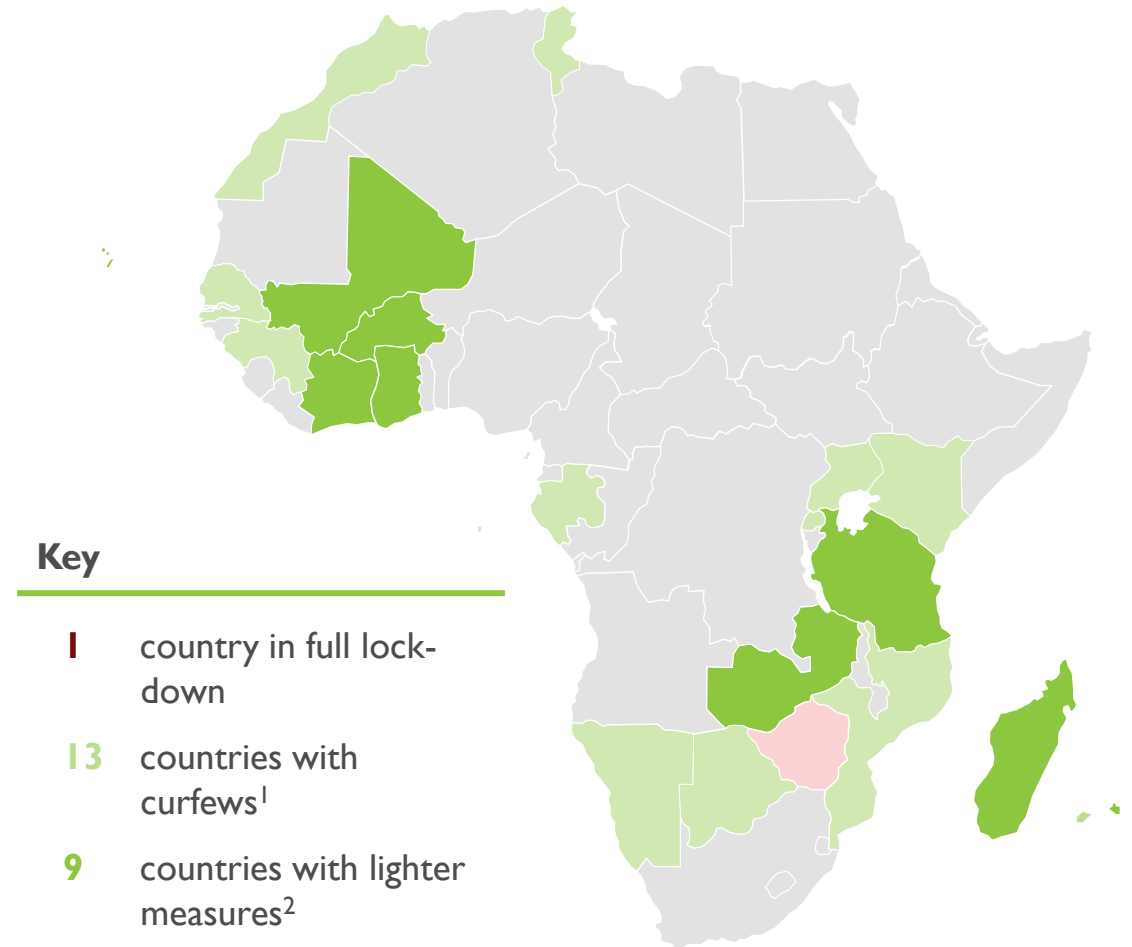 Key
1 country in full lock-
down
13 countries with
curfews¹
9 countries with lighter
measures²